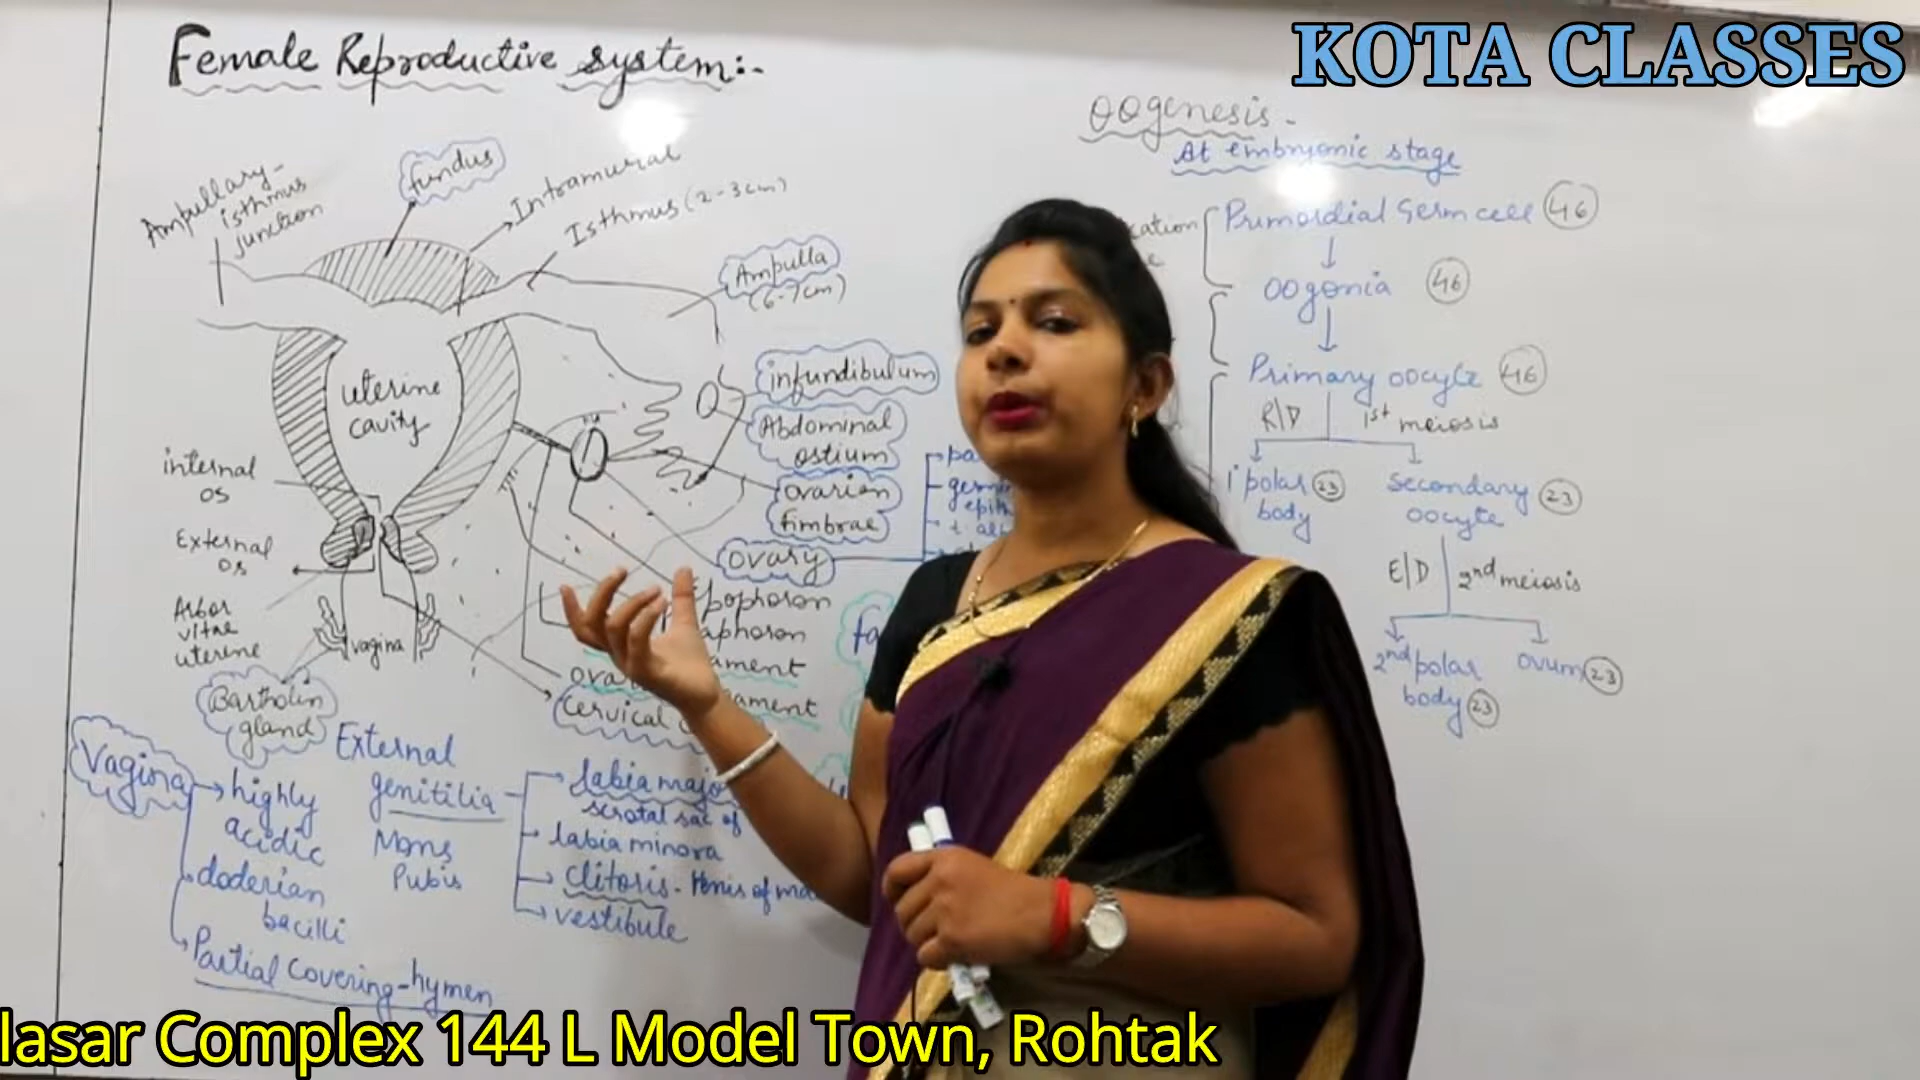 KOTA CLASSES
Female Reproductive system:-
Ampullary-
isthmus
junction
fundus
Intramural
Isthmus (2-3cm)
Ampulla
(6-7cm)
infundibulum
Abdominal
ostium
ovarian
fimbrae
uterine
cavity
internal
os
External
os
Arbor
vitae
uterine
vagina
Bartholin
gland
ovary
cervical
Vagina
highly
acidic
doderian
bacilli
Partial Covering-hymen
External
genitilia
Mons
Pubis
labia
scrotal sac of
labia minora
clitoris - Penis of
vestibule
oogenesis -
At embryonic stage
Primordial Germ cell 46
oogonia 46
Primary oocyte 46
R/D 1st meiosis
1 polar 23
body
Secondary 23
oocyte
E/D 2nd meiosis
2nd polar
body 23
ovum 23
Complex 144 L Model Town, Rohtak